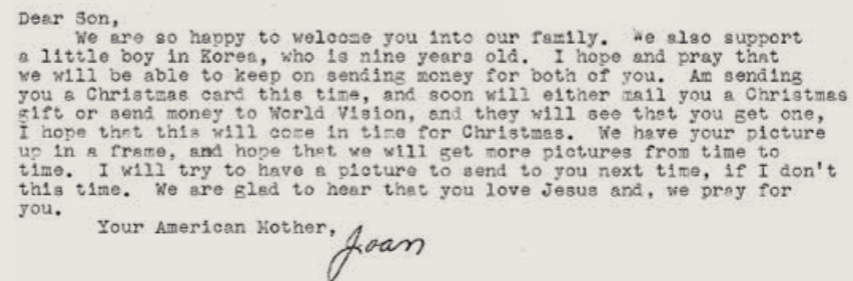 Dear Son,
We are so happy to welcome you into our family. We also support
a little boy in Korea, who is nine years old. I hope and pray that
we will be able to keep on sending money for both of you. Am sending
you a Christmas card this time, and soon will either mail you a Christmas
gift or send money to World Vision, and they will see that you get one,
I hope that this will come in time for Christmas. We have your picture
up in a frame, and hope that we will get more pictures from time to
time. I will try to have a picture to send to you next time, if I don't
this time. We are glad to hear that you love Jesus and, we pray for
you.
Your American Mother,
Joan